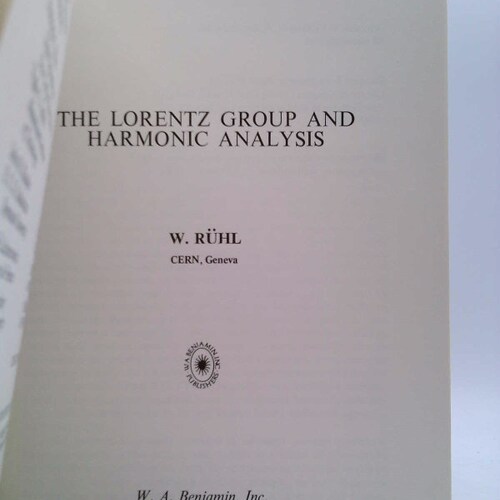 THE LORENTZ GROUP AND
HARMONIC ANALYSIS
W. RÜHL
CERN, Geneva
W.A. BENJAMIN, INC.
PUBLISHERS
W. A. Benjamin, Inc.